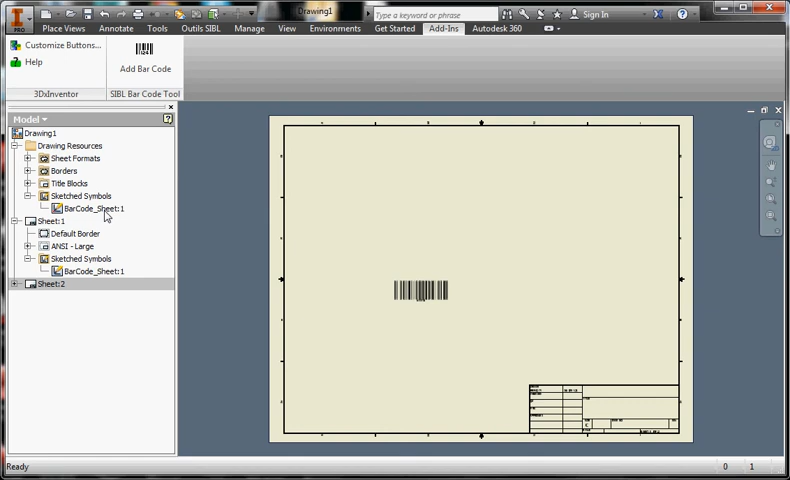 PRO
Drawing1
Type a keyword or phrase
Sign In
Place Views Annotate Tools Outils SIBL Manage View Environments Get Started Add-Ins Autodesk 360
Customize Buttons...
Help
3DxInventor
Add Bar Code
SIBL Bar Code Tool
Model
Drawing1
Drawing Resources
Sheet Formats
Borders
Title Blocks
Sketched Symbols
BarCode_Sheet:1
Sheet:1
Default Border
ANSI - Large
Sketched Symbols
BarCode_Sheet:1
Sheet:2
Ready
0 1